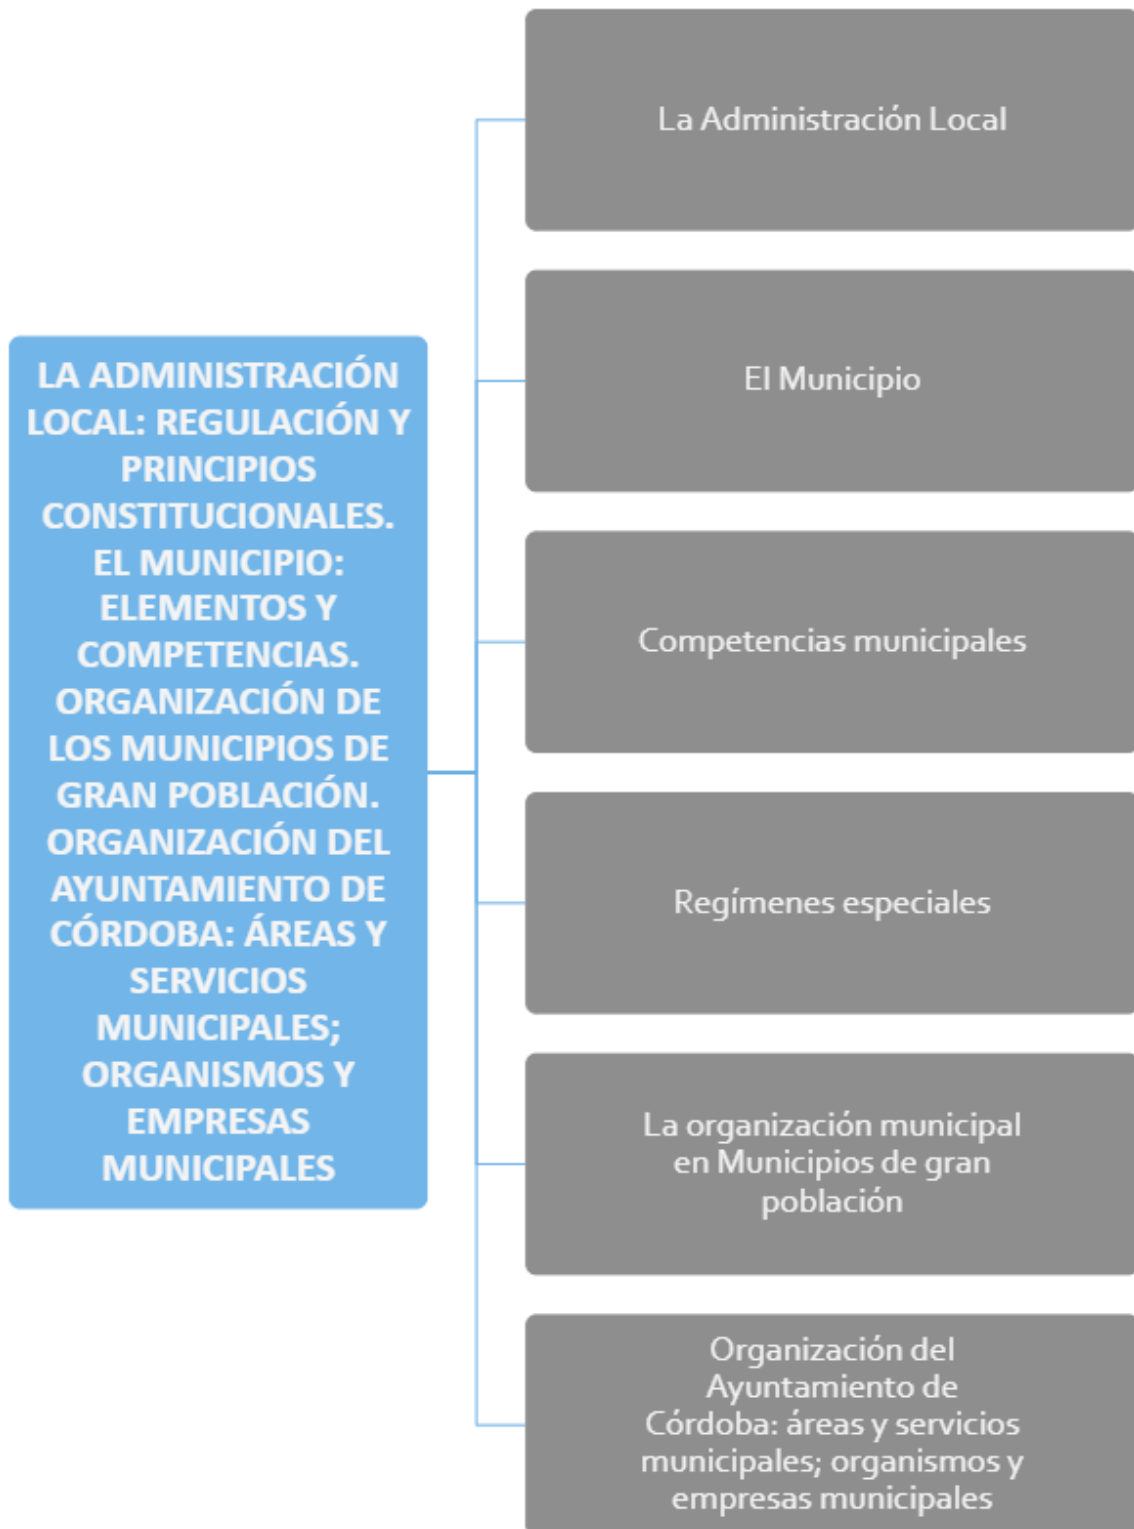 LA ADMINISTRACIÓN
LOCAL: REGULACIÓN Y
PRINCIPIOS
CONSTITUCIONALES.
EL MUNICIPIO:
ELEMENTOS Y
COMPETENCIAS.
ORGANIZACIÓN DE
LOS MUNICIPIOS DE
GRAN POBLACIÓN.
ORGANIZACIÓN DEL
AYUNTAMIENTO DE
CÓRDOBA: ÁREAS Y
SERVICIOS
MUNICIPALES;
ORGANISMOS Y
EMPRESAS
MUNICIPALES
La Administración Local
El Municipio
Competencias municipales
Regímenes especiales
La organización municipal
en Municipios de gran
población
Organización del
Ayuntamiento de
Córdoba: áreas y servicios
municipales; organismos y
empresas municipales